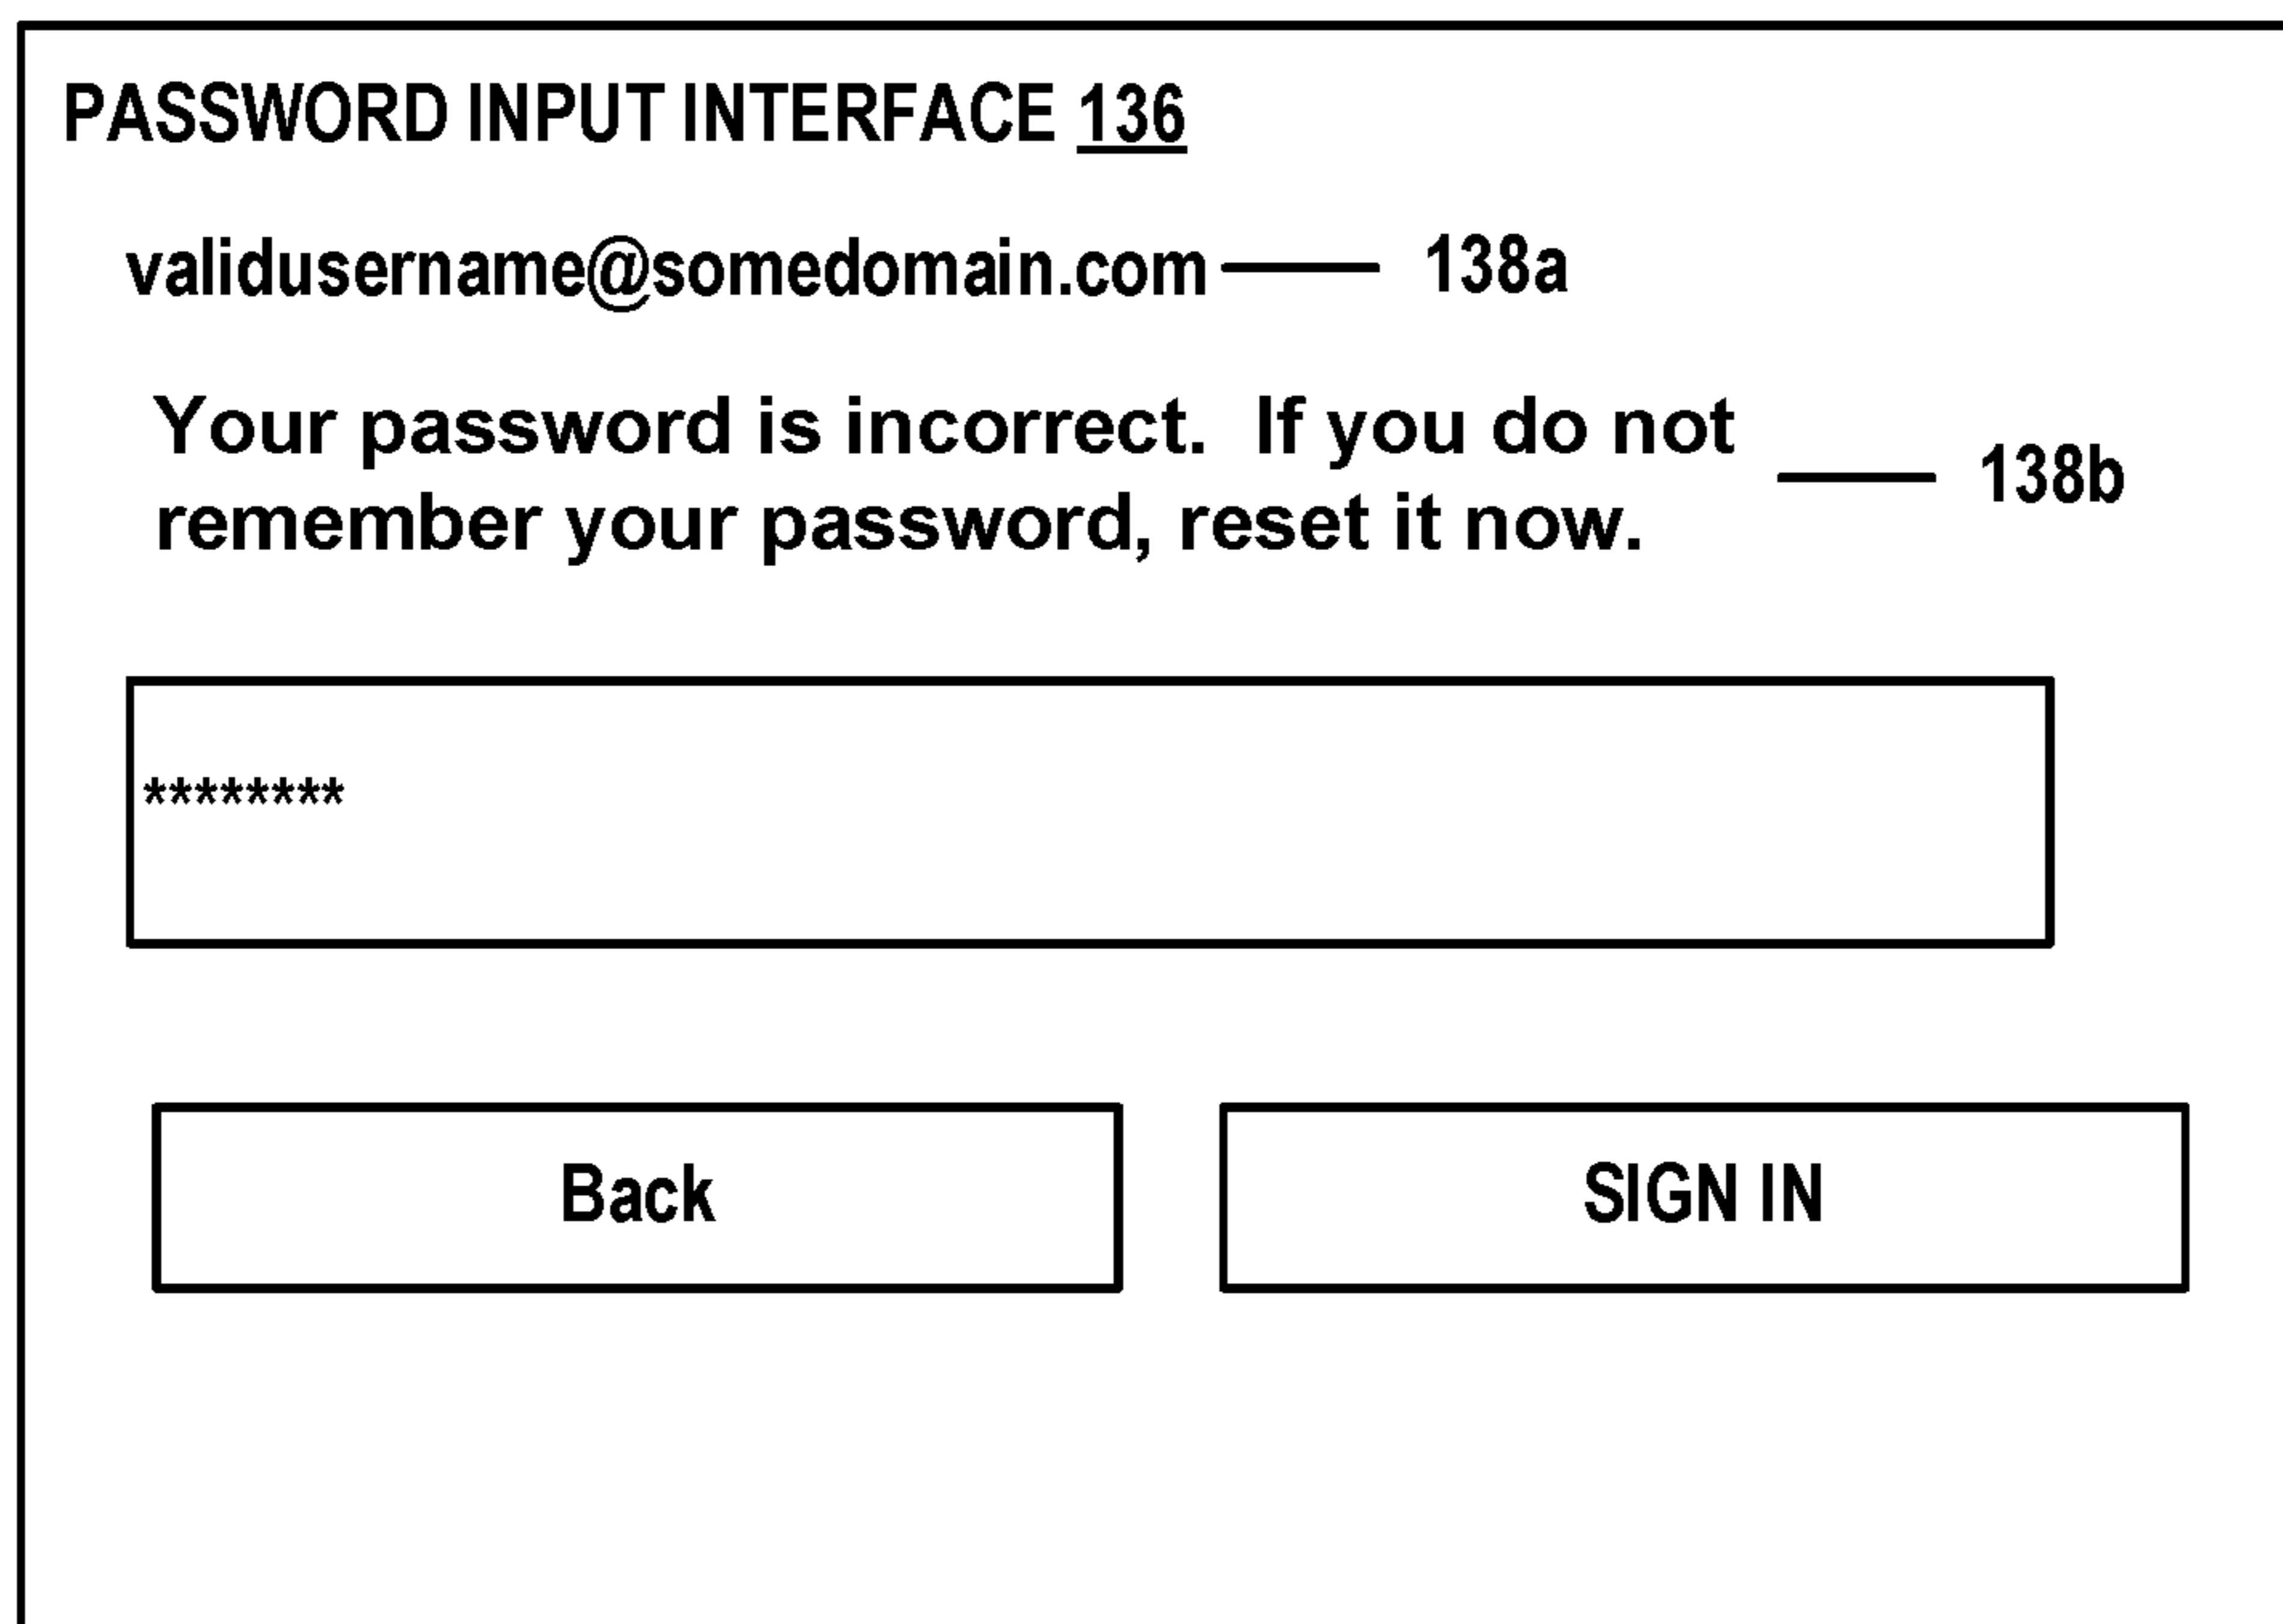 PASSWORD INPUT INTERFACE 136
validusername@somedomain.com 138a
Your password is incorrect. If you do not
remember your password, reset it now.
138b
********
Back
SIGN IN